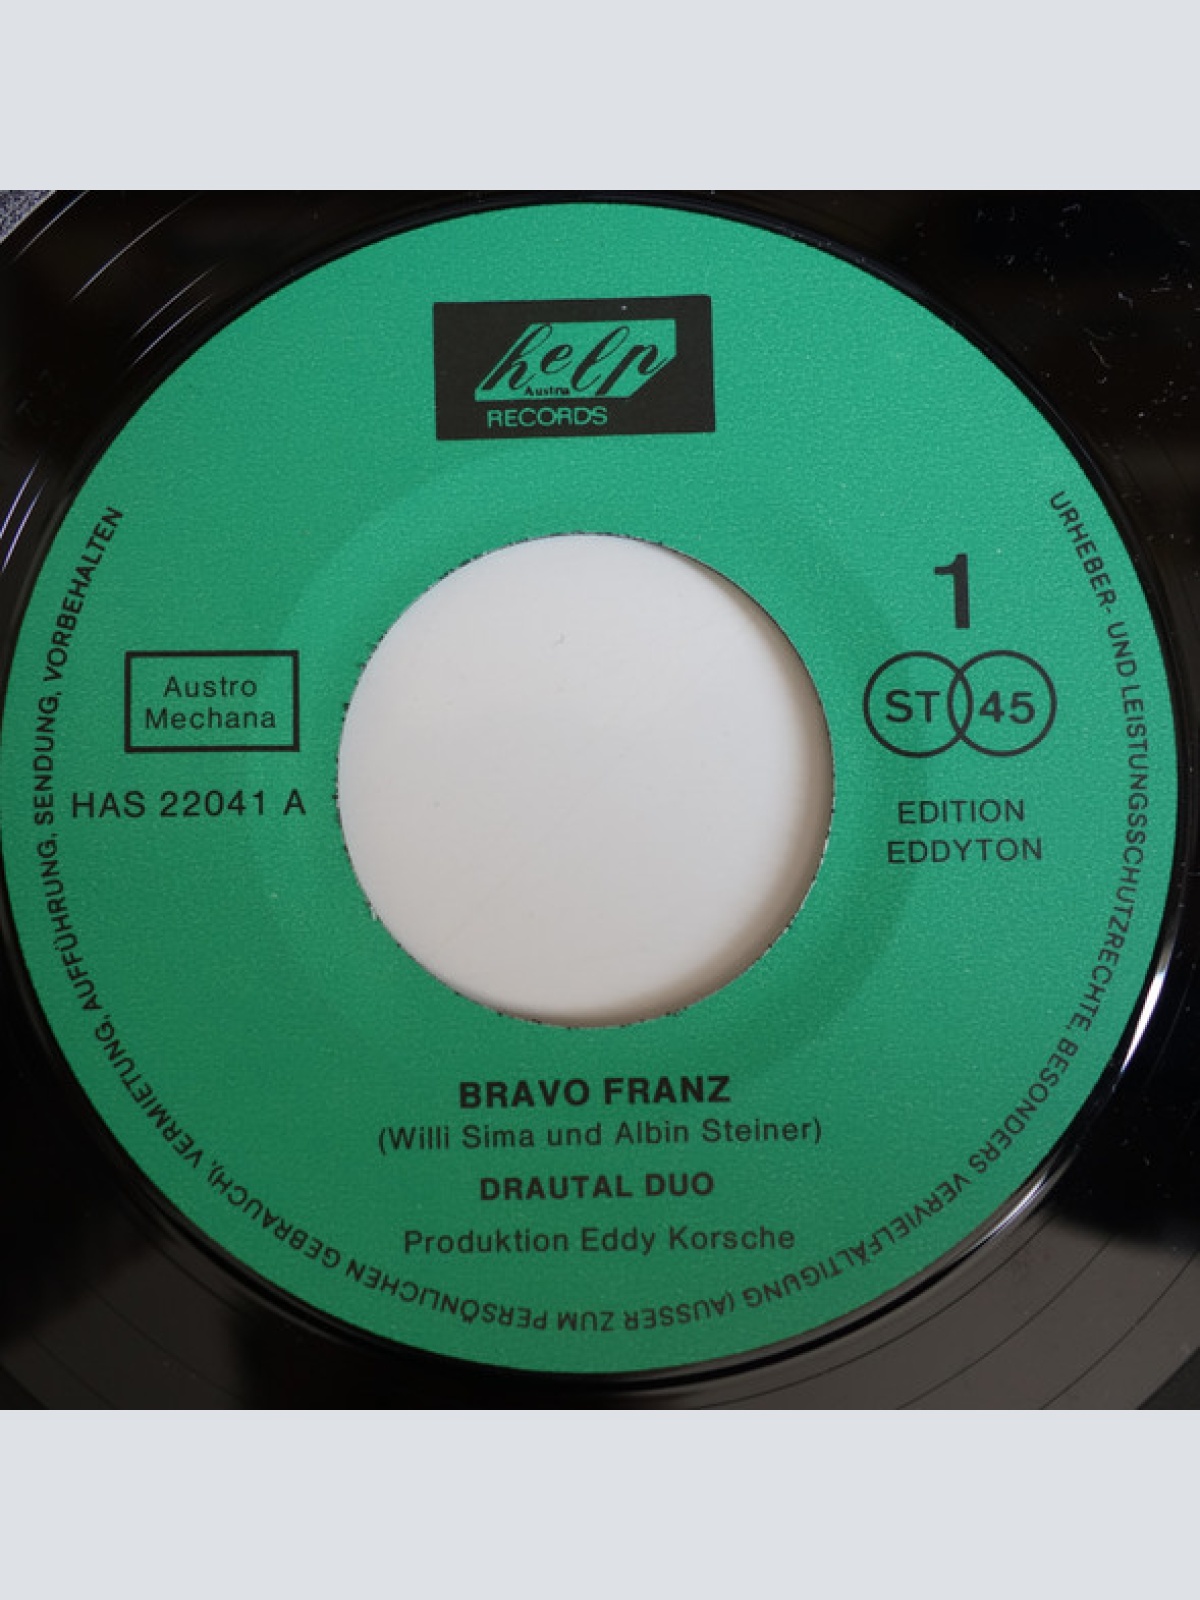 help
Austria
RECORDS
1
ST 45
Austro
Mechana
HAS 22041 A
EDITION
EDDYTON
BRAVO FRANZ
(Willi Sima und Albin Steiner)
DRAUTAL DUO
Produktion Eddy Korsche
URHEBER- UND LEISTUNGSSCHUTZRECHTE, BESONDERS VERVIELFÄLTIGUNG (AUSSER ZUM PERSÖNLICHEN GEBRAUCH), VERMIETUNG, AUFFÜHRUNG, SENDUNG, VORBEHALTEN